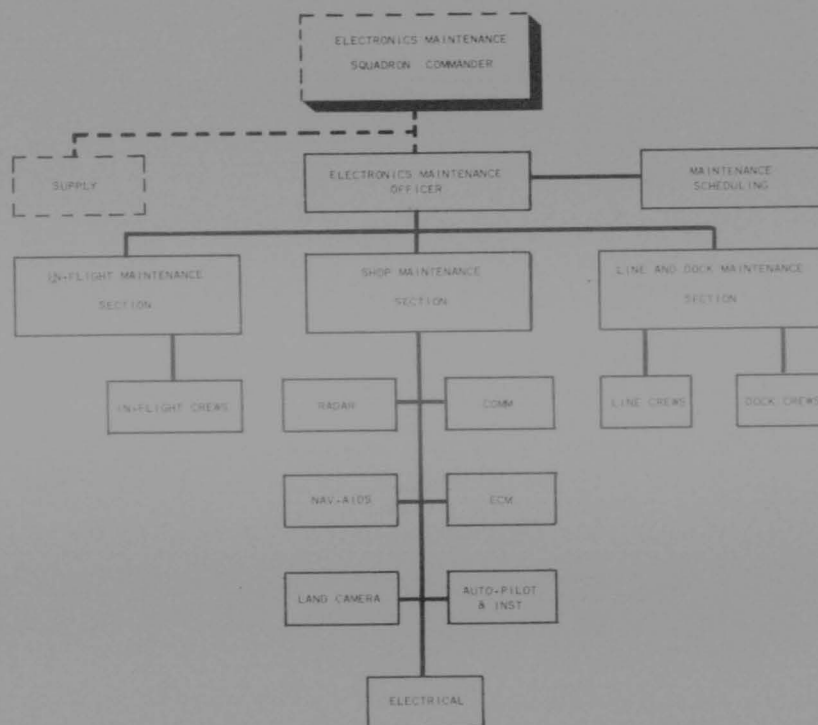 ELECTRONICS MAINTENANCE
SQUADRON COMMANDER
SUPPLY
ELECTRONICS MAINTENANCE
OFFICER
MAINTENANCE
SCHEDULING
IN-FLIGHT MAINTENANCE
SECTION
SHOP MAINTENANCE
SECTION
LINE AND DOCK MAINTENANCE
SECTION
IN-FLIGHT CREWS
RADAR
COMM
LINE CREWS
DOCK CREWS
NAV-AIDS
ECM
LAND CAMERA
AUTO-PILOT
& INST
ELECTRICAL